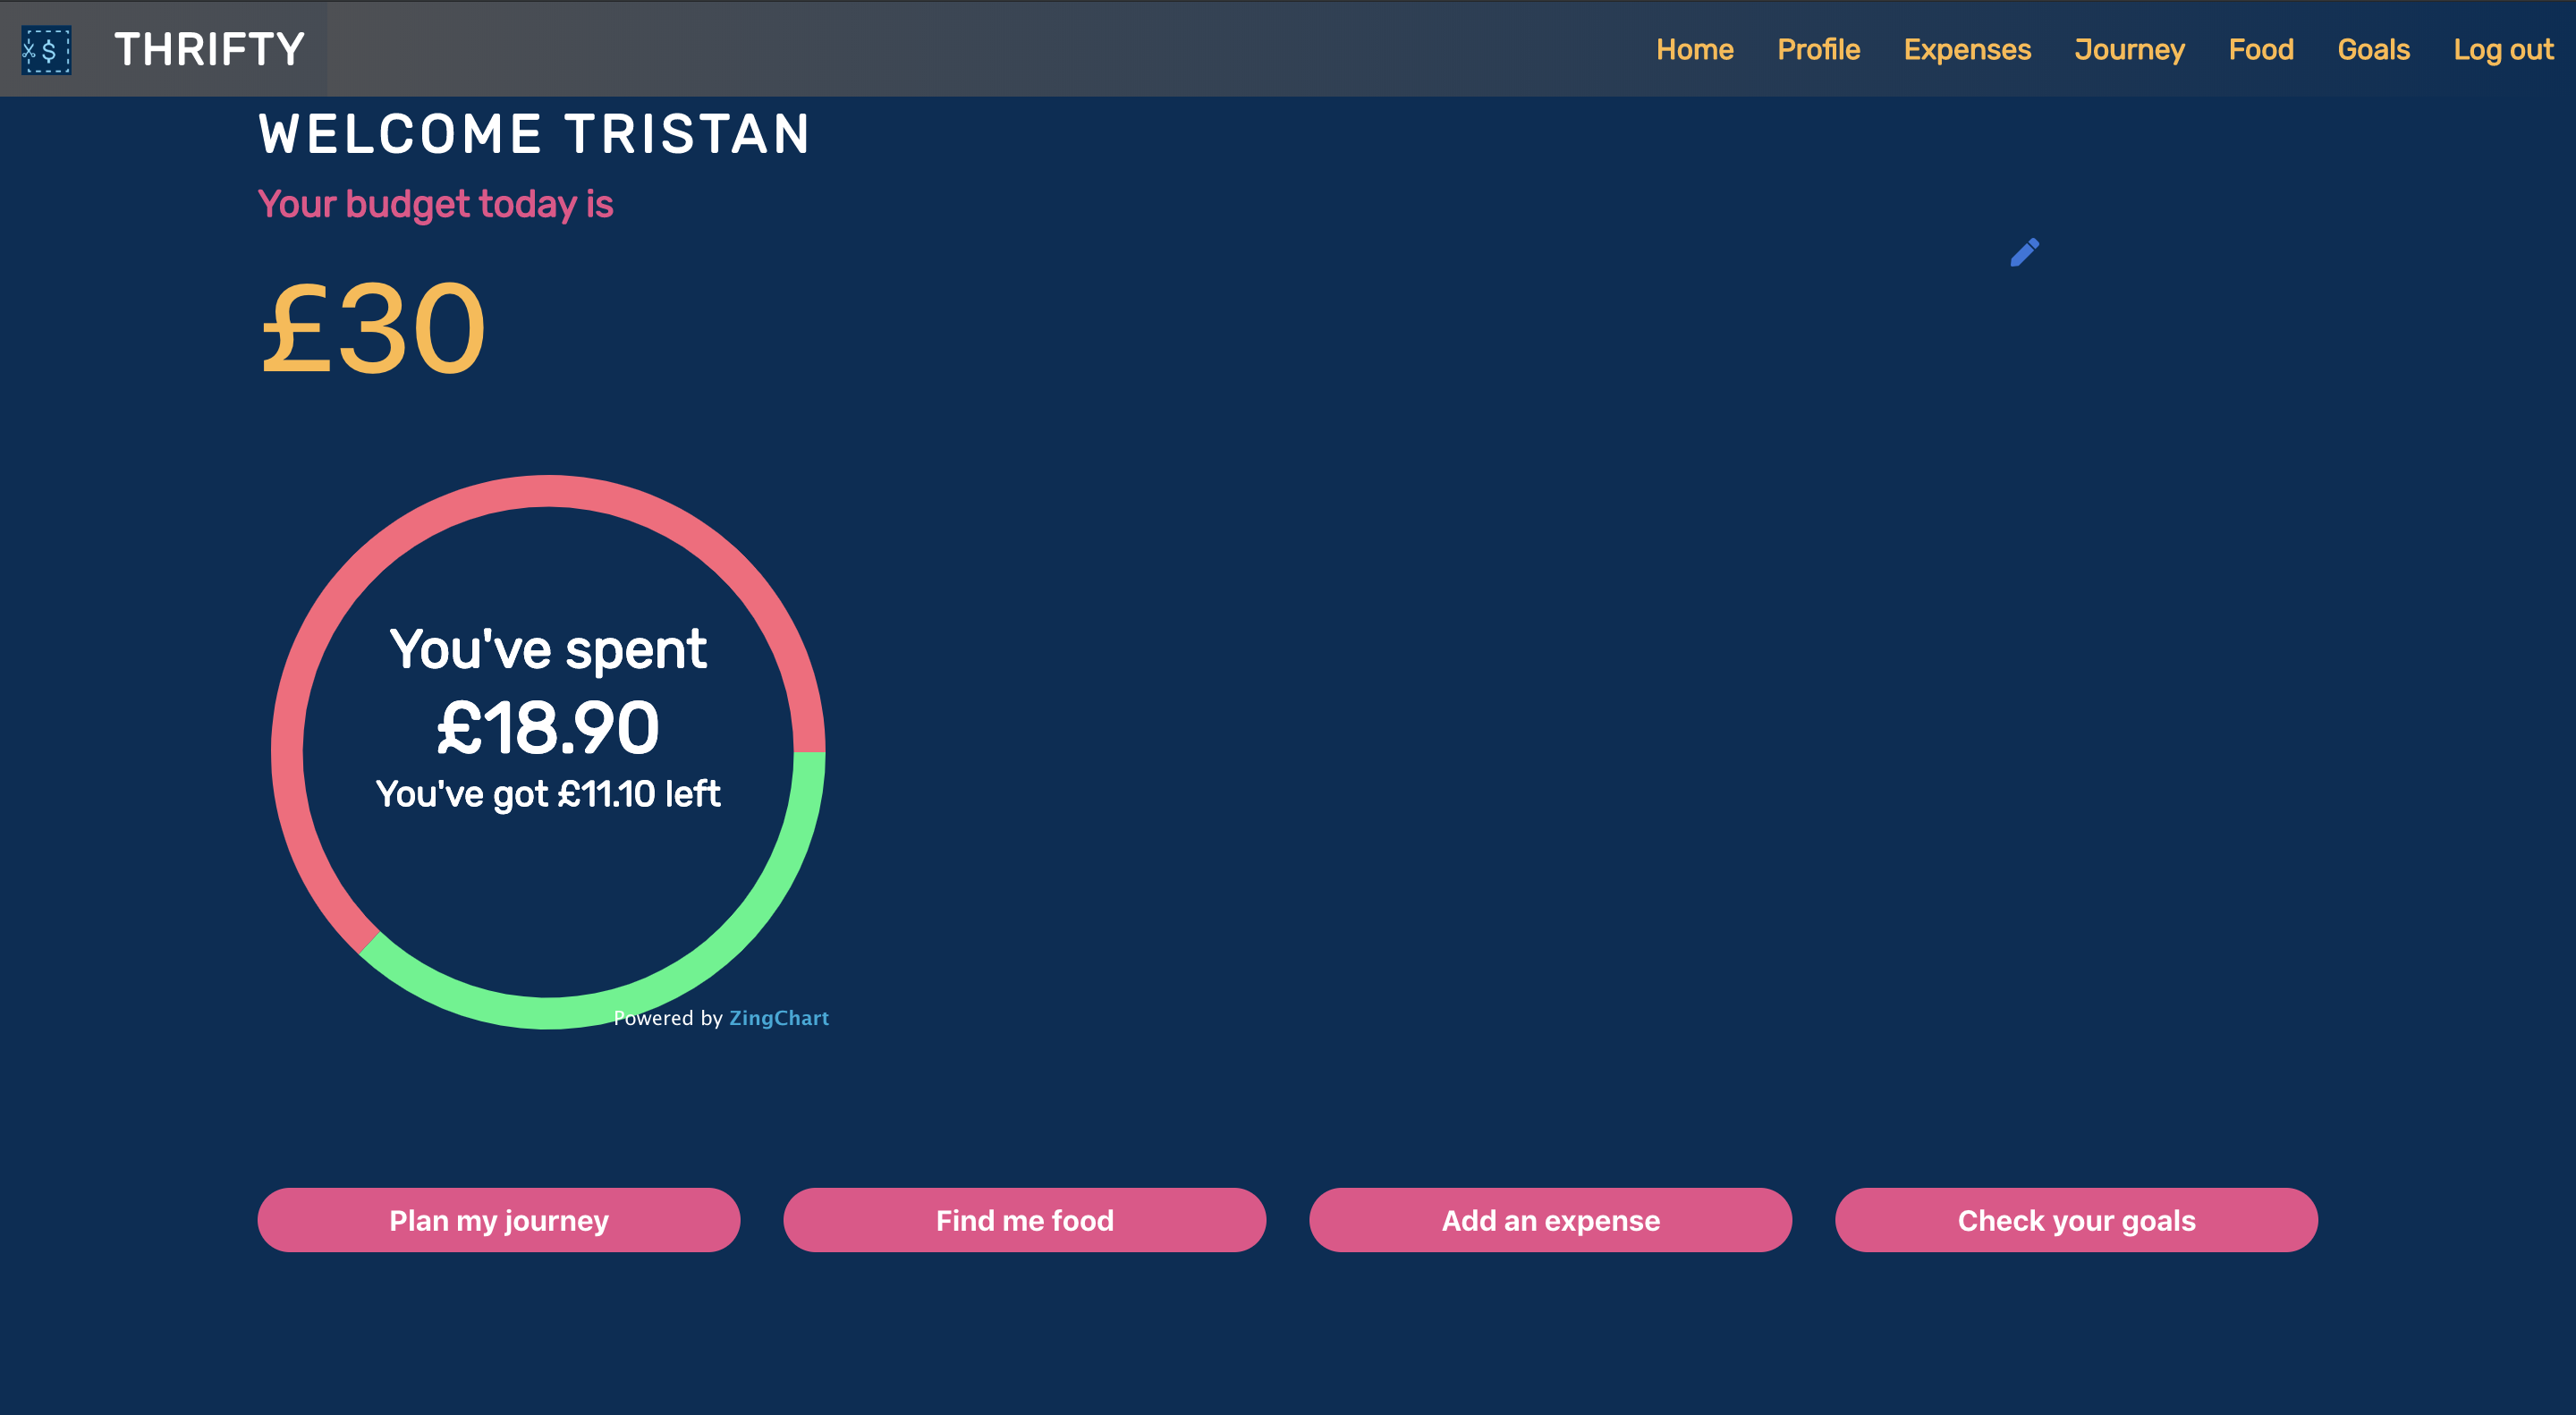 $ THRIFTY Home Profile Expenses Journey Food Goals Log out
WELCOME TRISTAN
Your budget today is
£30
You've spent
£18.90
You've got £11.10 left
Powered by ZingChart
Plan my journey Find me food Add an expense Check your goals